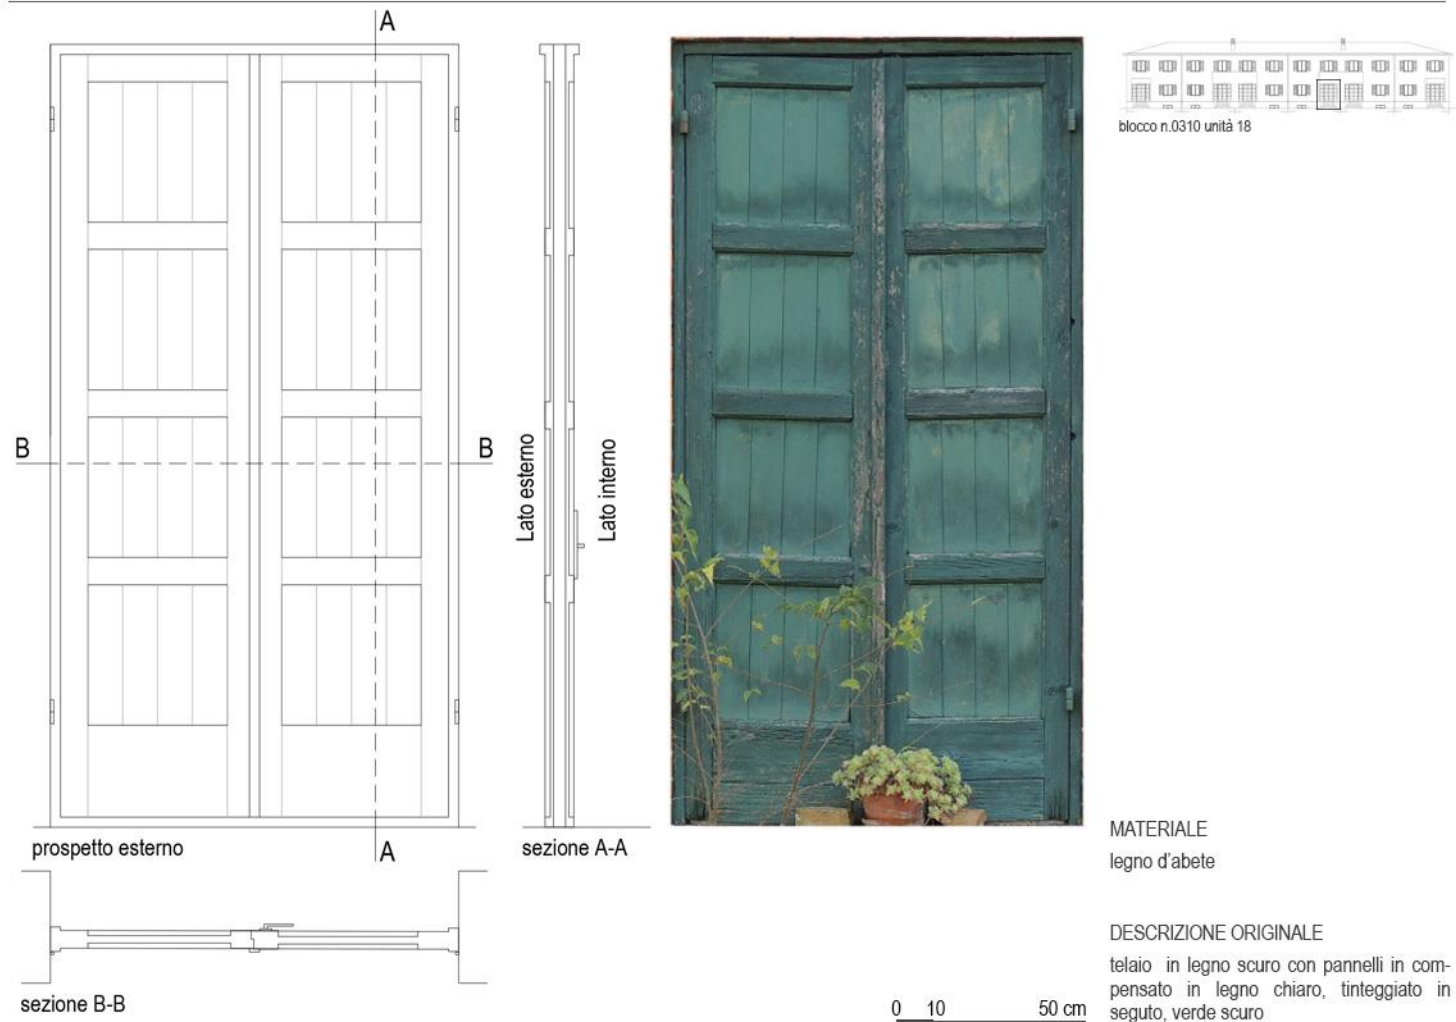 A
blocco n.0310 unità 18
B
B
Lato esterno
Lato interno
prospetto esterno
A
sezione A-A
MATERIALE
legno d'abete
DESCRIZIONE ORIGINALE
telaio in legno scuro con pannelli in com-
pensato in legno chiaro, tinteggiato in
seguto, verde scuro
sezione B-B
0 10 50 cm